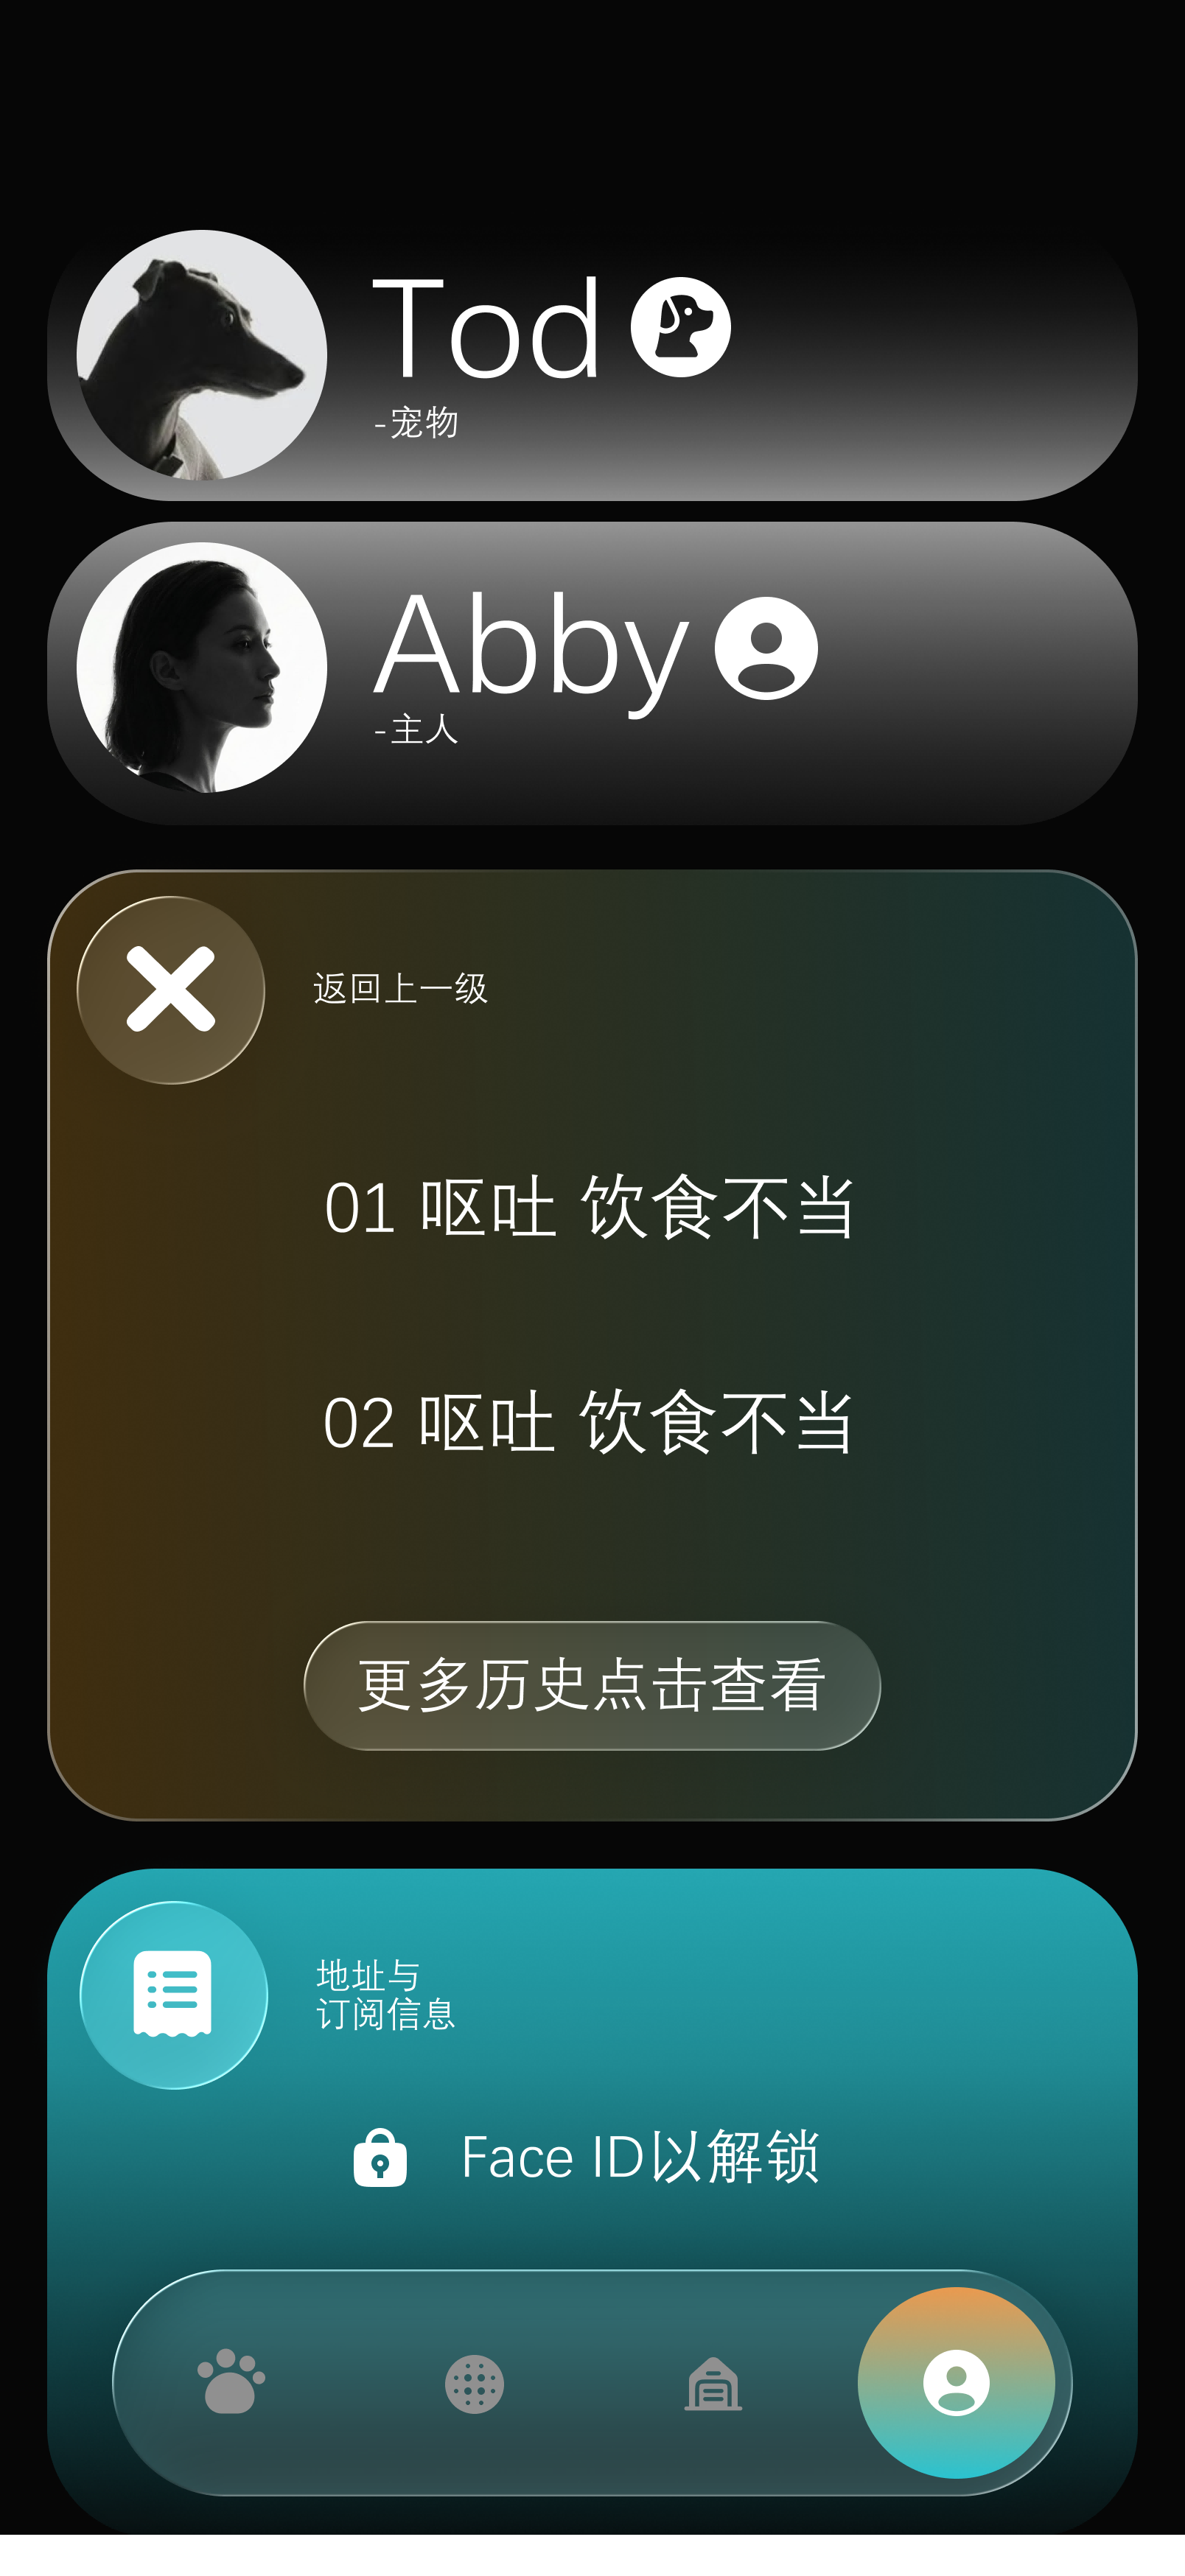 Tod
-宠物
Abby
-主人
返回上一级
01 呕吐 饮食不当
02 呕吐 饮食不当
更多历史点击查看
地址与
订阅信息
Face ID以解锁